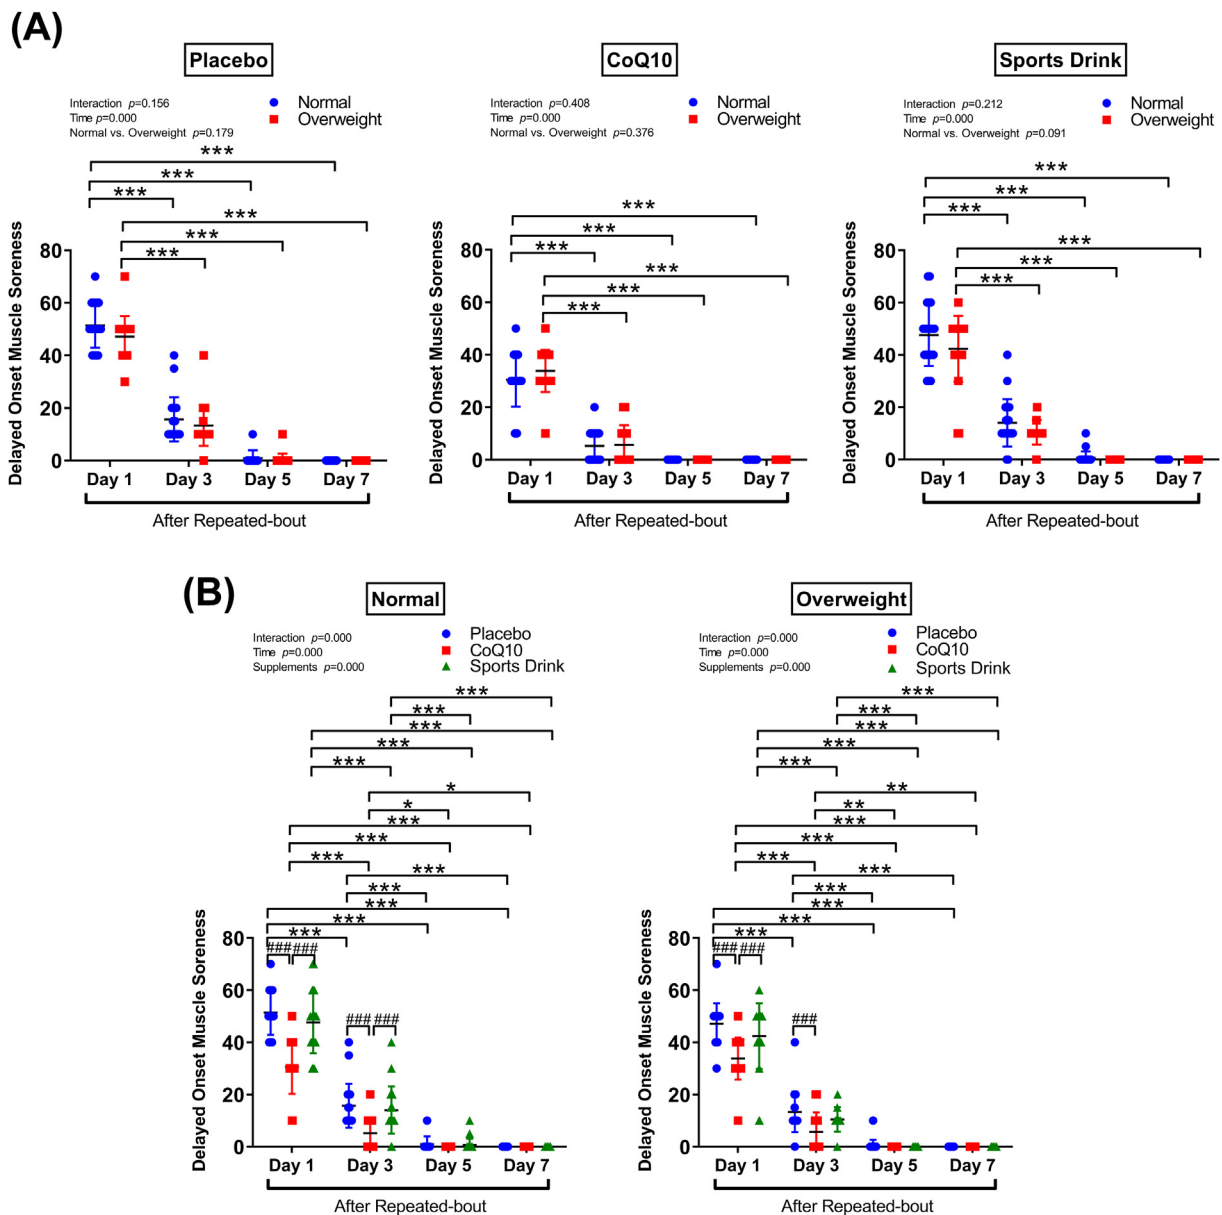 (A)
Placebo
Interaction p=0.156
Time p=0.000
Normal vs. Overweight p=0.179
Normal
Overweight
***
***
***
***
***
***
Delayed Onset Muscle Soreness
80
60
40
20
0
Day 1 Day 3 Day 5 Day 7
After Repeated-bout
CoQ10
Interaction p=0.408
Time p=0.000
Normal vs. Overweight p=0.376
Normal
Overweight
***
***
***
***
***
***
Delayed Onset Muscle Soreness
80
60
40
20
0
Day 1 Day 3 Day 5 Day 7
After Repeated-bout
Sports Drink
Interaction p=0.212
Time p=0.000
Normal vs. Overweight p=0.091
Normal
Overweight
***
***
***
***
***
***
Delayed Onset Muscle Soreness
80
60
40
20
0
Day 1 Day 3 Day 5 Day 7
After Repeated-bout
(B)
Normal
Interaction p=0.000
Time p=0.000
Supplements p=0.000
Placebo
CoQ10
Sports Drink
***
***
***
***
***
*
*
***
***
***
***
***
***
***
***
### ###
### ###
Delayed Onset Muscle Soreness
80
60
40
20
0
Day 1 Day 3 Day 5 Day 7
After Repeated-bout
Overweight
Interaction p=0.000
Time p=0.000
Supplements p=0.000
Placebo
CoQ10
Sports Drink
***
***
***
***
***
**
**
***
***
***
***
***
***
***
***
### ###
###
Delayed Onset Muscle Soreness
80
60
40
20
0
Day 1 Day 3 Day 5 Day 7
After Repeated-bout